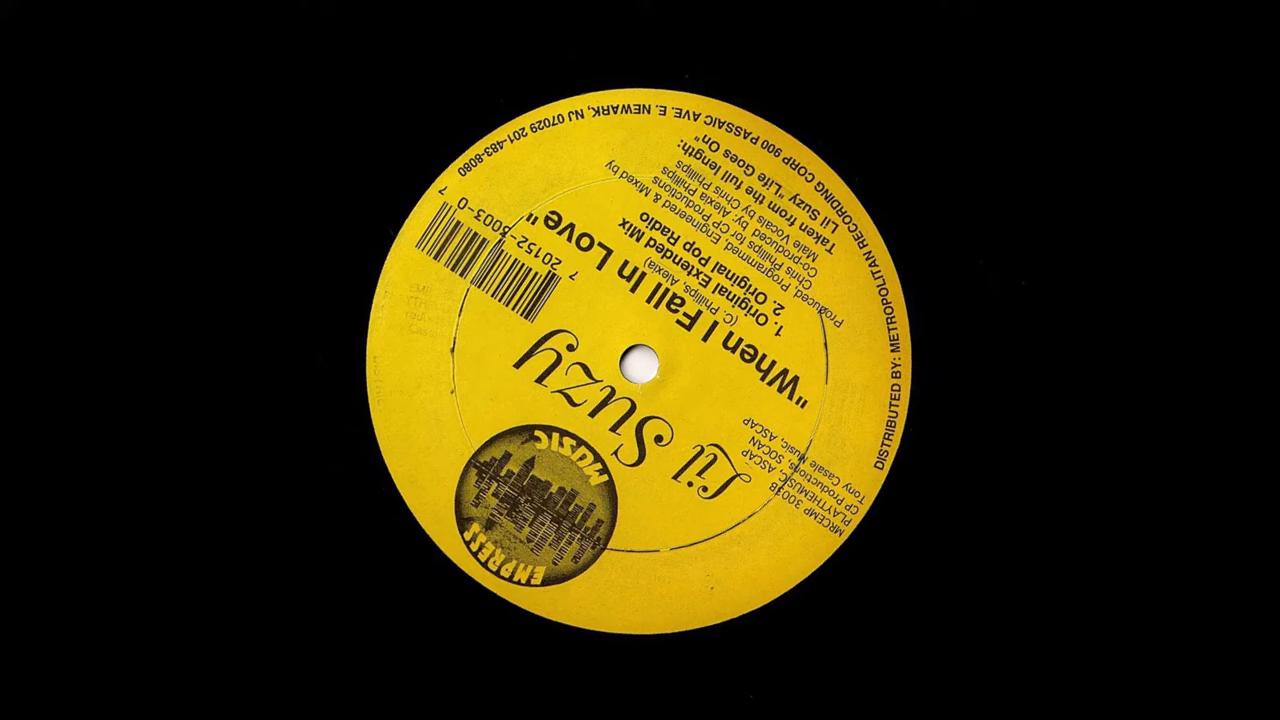 EMPRESS
MUSIC
Lil Suzy
"When I Fall In Love"
(C. Phillips, Alexia)
1. Original Extended Mix
2. Original Pop Radio
Produced, Programmed, Engineered & Mixed by
Chris Phillips for CP Productions
Co-produced by: Alexia Phillips
Male Vocals by: Chris Phillips
Taken from the full length:
Lil Suzy "Life Goes On"
MRCEMP 3003B
PLAYTHEMUSIC, ASCAP
CP Productions, SOCAN
Tony Casale Music, ASCAP
7 20152-3003-0 7
DISTRIBUTED BY: METROPOLITAN RECORDING CORP 900 PASSAIC AVE. E. NEWARK, NJ 07029 201-483-8080